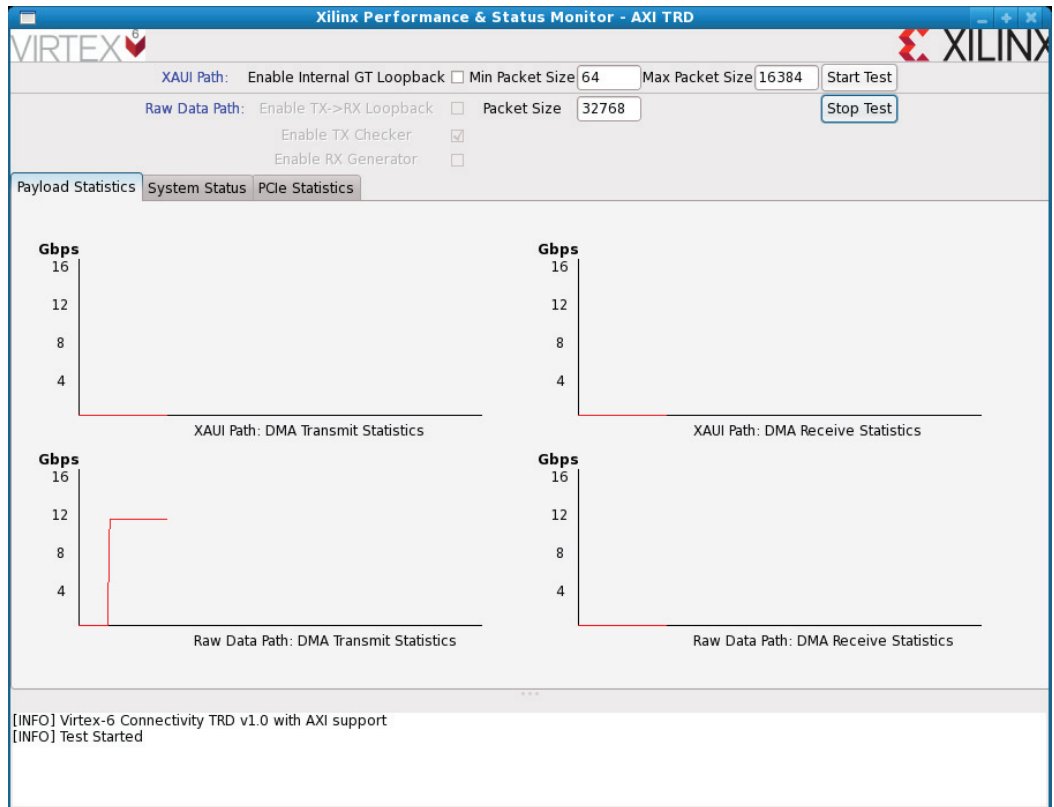 Xilinx Performance & Status Monitor - AXI TRD
VIRTEX 6
XILINX
XAUI Path: Enable Internal GT Loopback Min Packet Size 64 Max Packet Size 16384 Start Test
Raw Data Path: Enable TX->RX Loopback Packet Size 32768 Stop Test
Enable TX Checker
Enable RX Generator
Payload Statistics System Status PCIe Statistics
Gbps
16
12
8
4
XAUI Path: DMA Transmit Statistics
Gbps
16
12
8
4
XAUI Path: DMA Receive Statistics
Gbps
16
12
8
4
Raw Data Path: DMA Transmit Statistics
Gbps
16
12
8
4
Raw Data Path: DMA Receive Statistics
[INFO] Virtex-6 Connectivity TRD v1.0 with AXI support
[INFO] Test Started